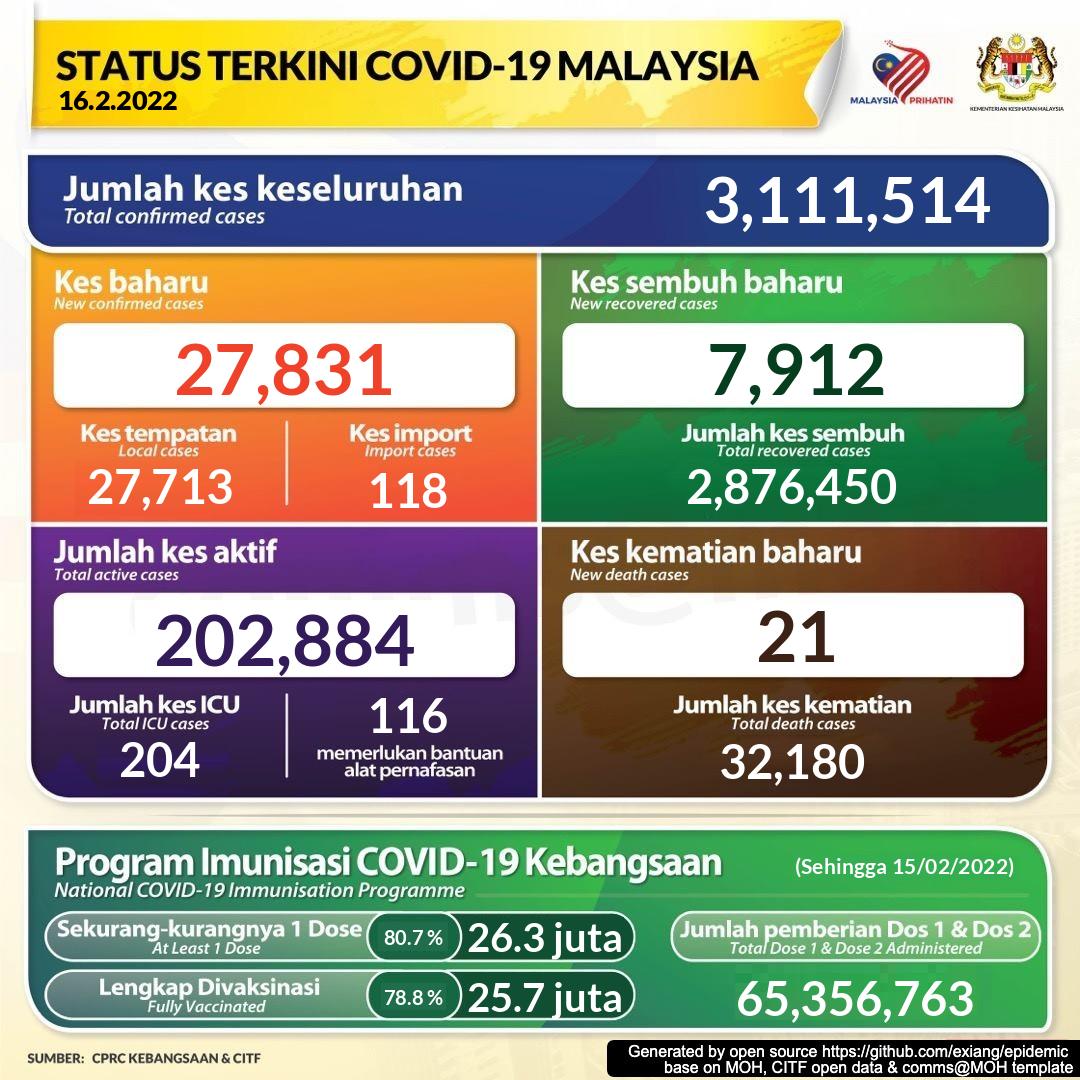 STATUS TERKINI COVID-19 MALAYSIA
16.2.2022
MALAYSIA PRIHATIN
KEMENTERIAN KESIHATAN MALAYSIA
Jumlah kes keseluruhan
Total confirmed cases
3,111,514
Kes baharu
New confirmed cases
27,831
Kes tempatan
Local cases
27,713
Kes import
Import cases
118
Kes sembuh baharu
New recovered cases
7,912
Jumlah kes sembuh
Total recovered cases
2,876,450
Jumlah kes aktif
Total active cases
202,884
Jumlah kes ICU
Total ICU cases
204
116
memerlukan bantuan
alat pernafasan
Kes kematian baharu
New death cases
21
Jumlah kes kematian
Total death cases
32,180
Program Imunisasi COVID-19 Kebangsaan
National COVID-19 Immunisation Programme
(Sehingga 15/02/2022)
Sekurang-kurangnya 1 Dose
At Least 1 Dose
80.7 %
26.3 juta
Lengkap Divaksinasi
Fully Vaccinated
78.8 %
25.7 juta
Jumlah pemberian Dos 1 & Dos 2
Total Dose 1 & Dose 2 Administered
65,356,763
SUMBER: CPRC KEBANGSAAN & CITF
Generated by open source https://github.com/exiang/epidemic
base on MOH, CITF open data & comms@MOH template